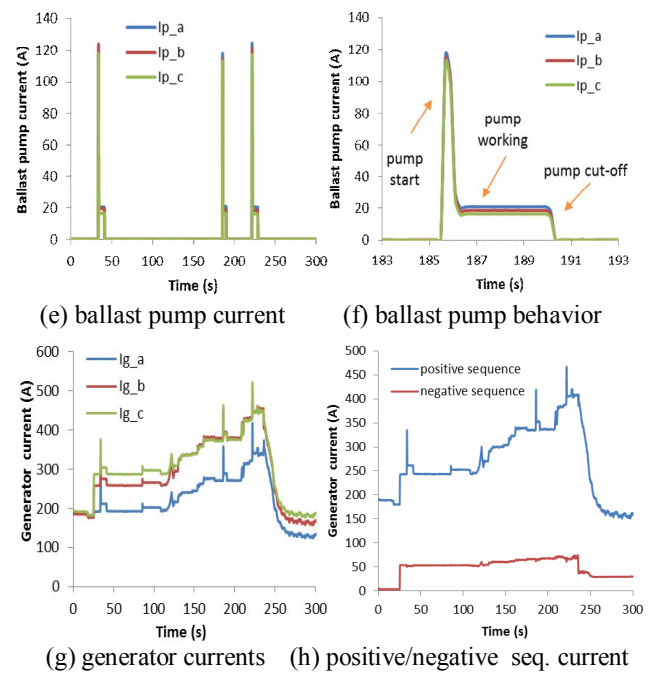 Ballast pump current (A)
140
120
100
80
60
40
20
0
Ip_a
Ip_b
Ip_c
0 50 100 150 200 250 300
Time (s)
(e) ballast pump current
Ballast pump current (A)
140
120
100
80
60
40
20
0
Ip_a
Ip_b
Ip_c
pump
start
pump
working
pump cut-off
183 185 187 189 191 193
Time (s)
(f) ballast pump behavior
Generator current (A)
600
500
400
300
200
100
0
Ig_a
Ig_b
Ig_c
0 50 100 150 200 250 300
Time (s)
(g) generator currents
Generator current (A)
500
450
400
350
300
250
200
150
100
50
0
positive sequence
negative sequence
0 50 100 150 200 250 300
Time (s)
(h) positive/negative seq. current